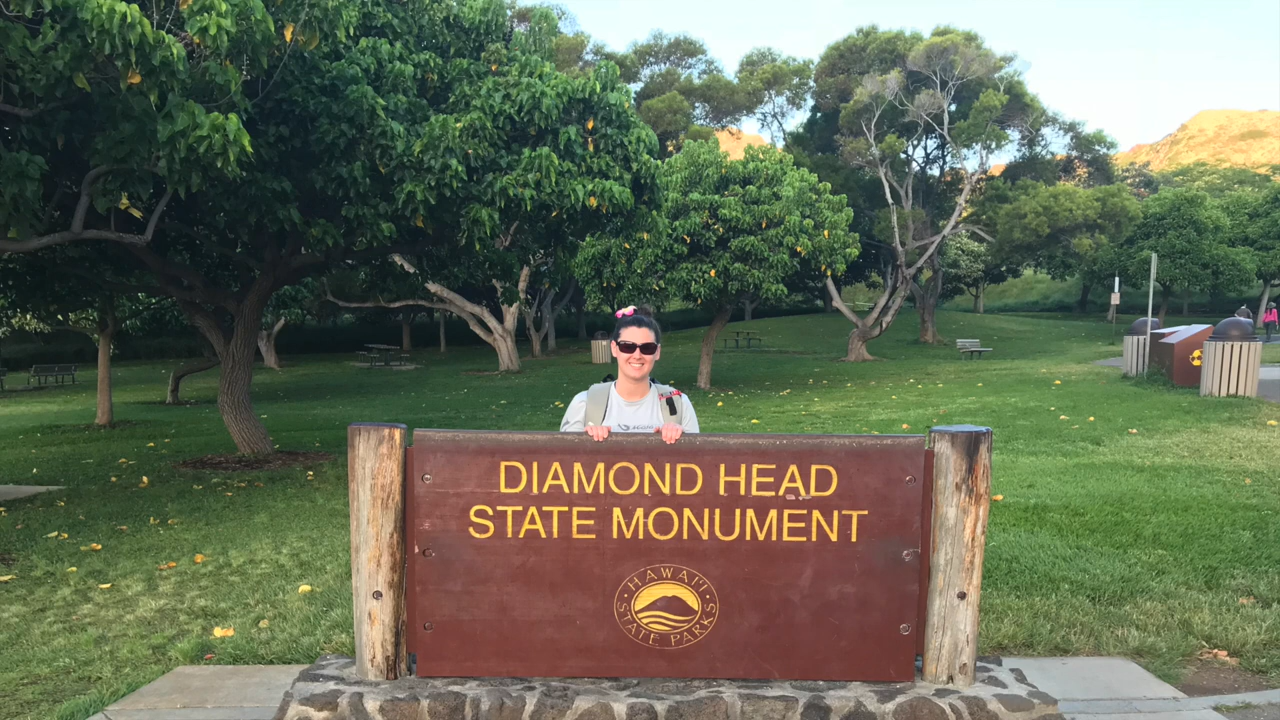 DIAMOND HEAD
STATE MONUMENT
HAWAI'I
STATE PARKS